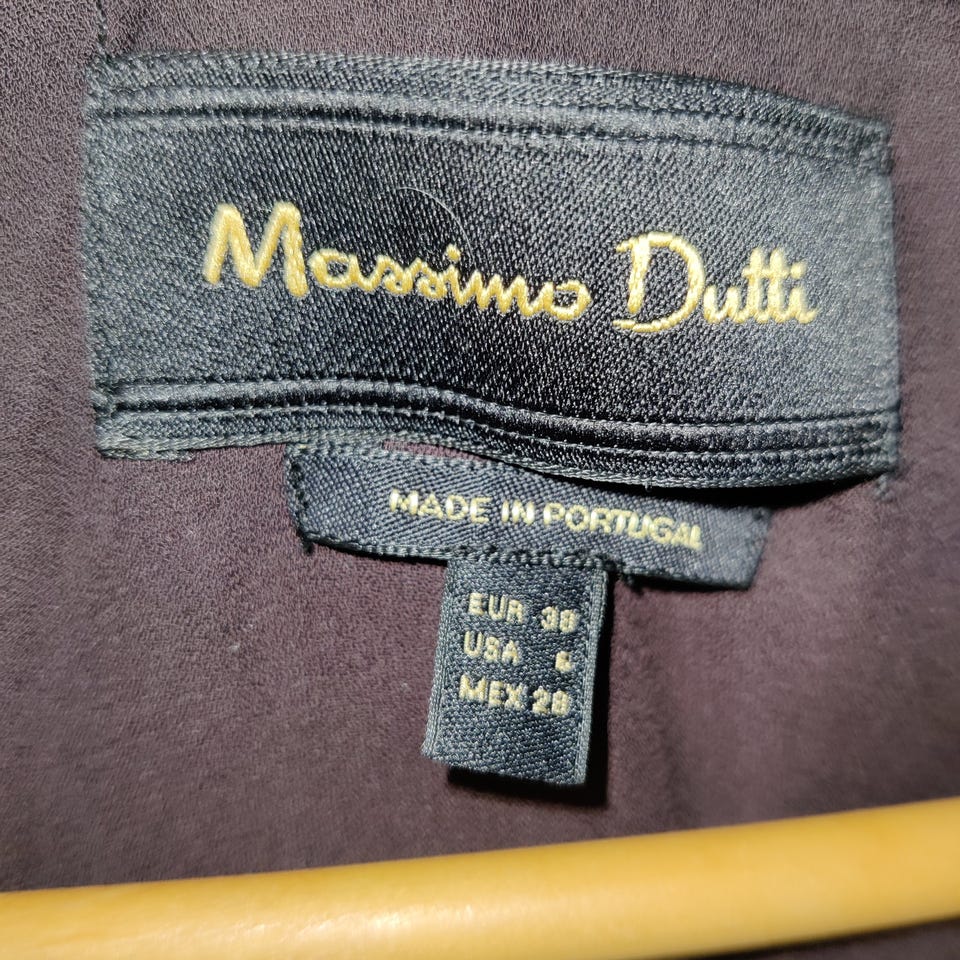 Massimo Dutti
MADE IN PORTUGAL
EUR 38
USA 6
MEX 28